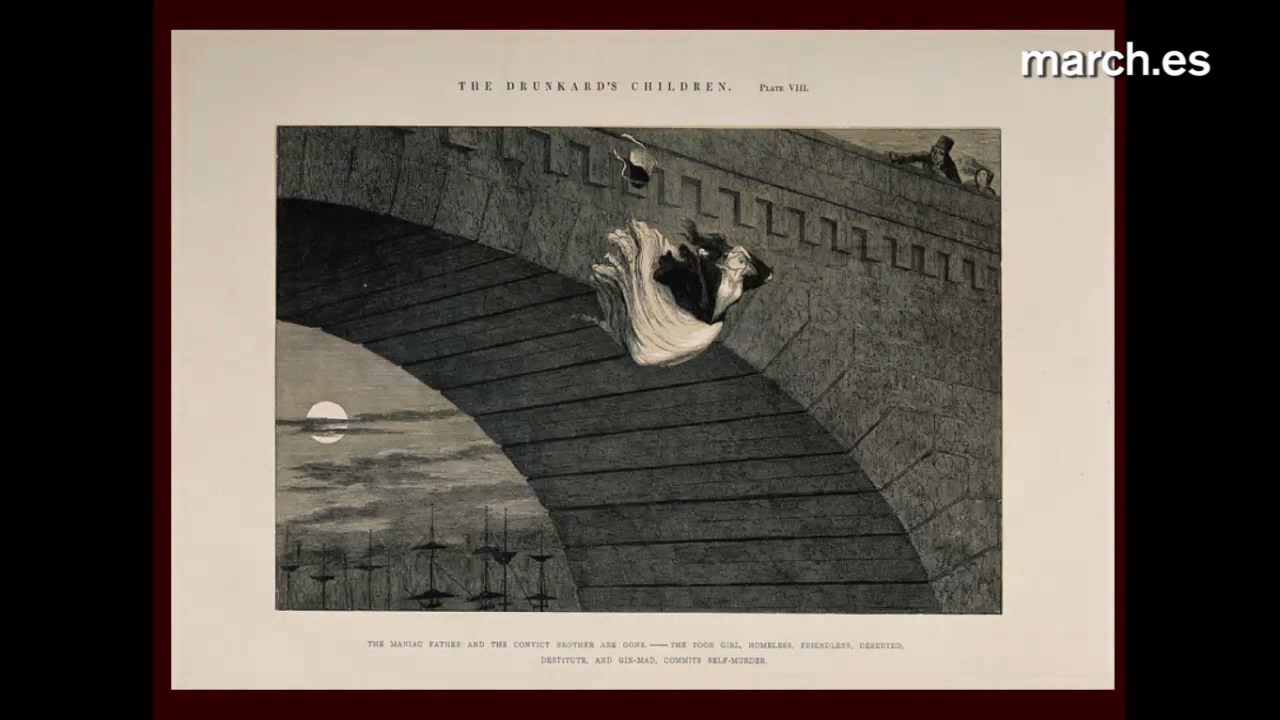 march.es
THE DRUNKARD'S CHILDREN. PLATE VIII.
THE MANIAC FATHER AND THE CONVICT BROTHER ARE GONE.—THE POOR GIRL, HOMELESS, FRIENDLESS, DESERTED,
DESTITUTE, AND GIN-MAD, COMMITS SELF-MURDER.